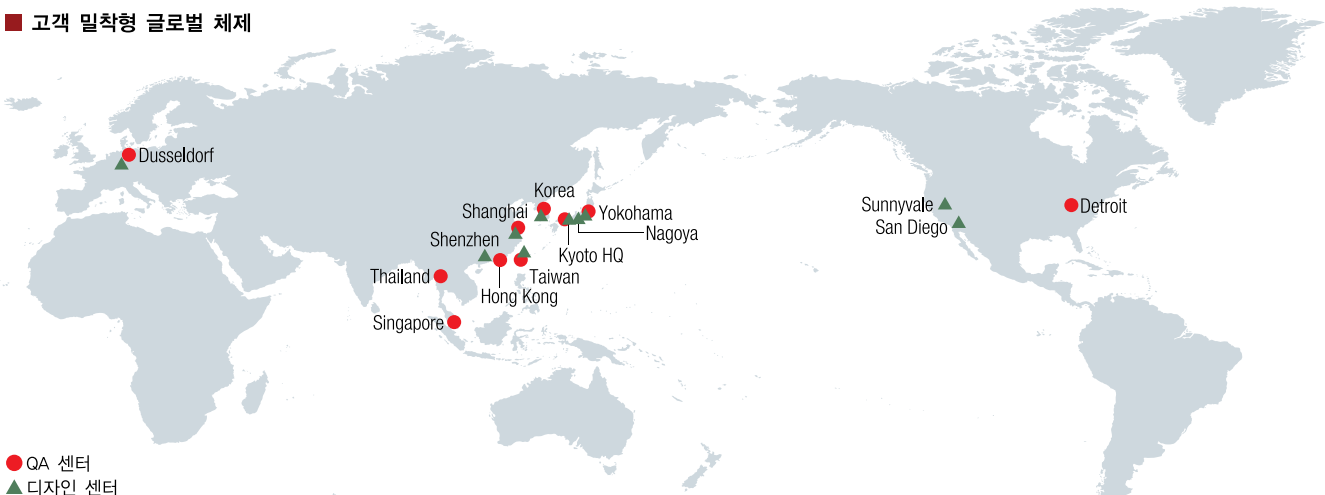 고객 밀착형 글로벌 체제
Dusseldorf
Korea
Shanghai
Yokohama
Sunnyvale
Detroit
Shenzhen
Nagoya
San Diego
Kyoto HQ
Thailand
Taiwan
Hong Kong
Singapore
QA 센터
디자인 센터